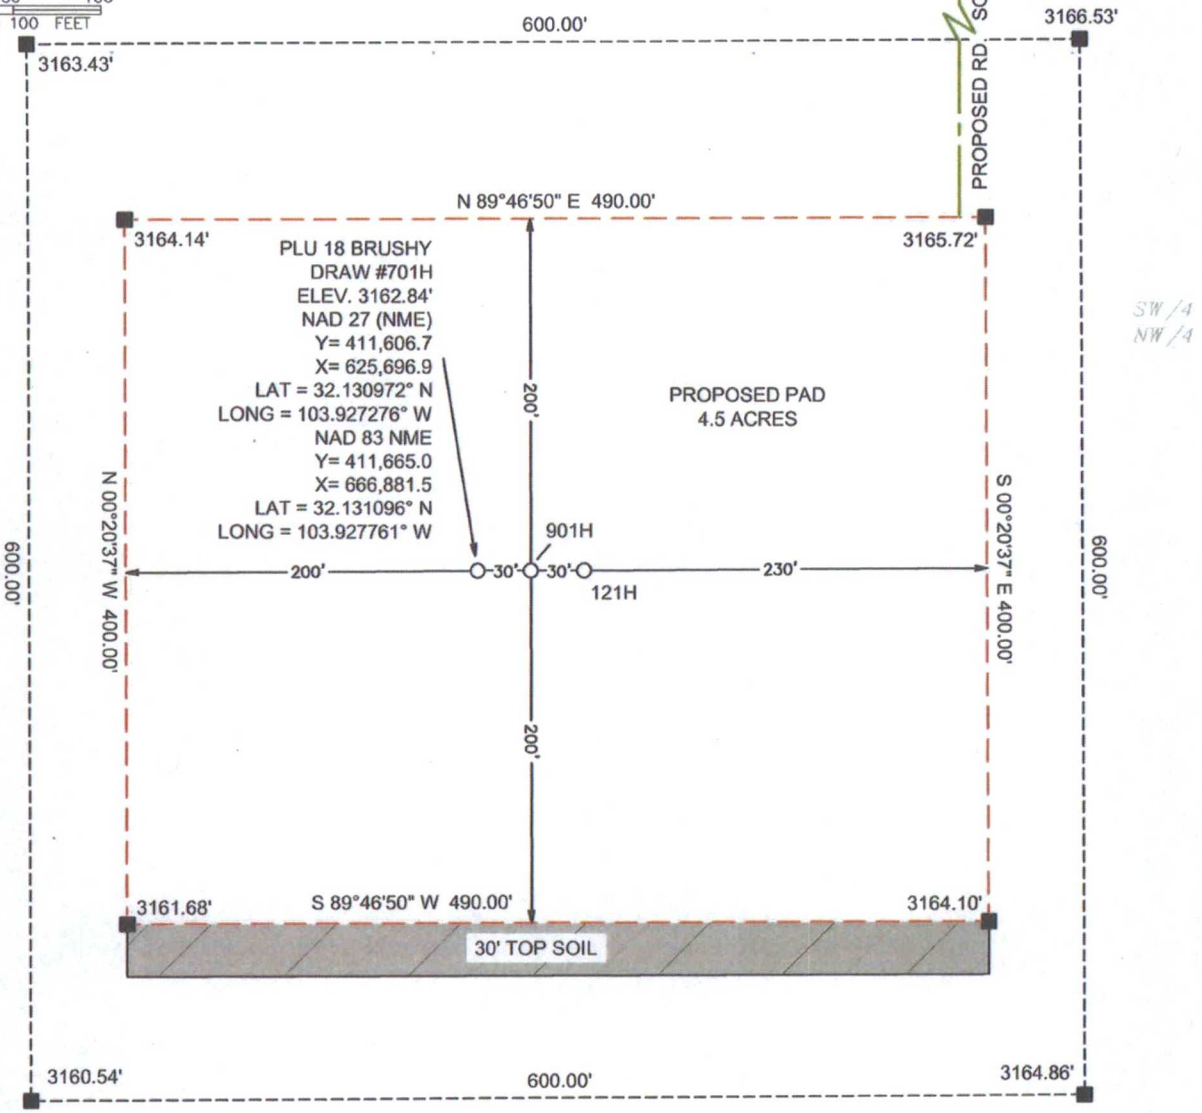 100 FEET
600.00'
3166.53'
3163.43'
PROPOSED RD
N 89°46'50" E 490.00'
3164.14'
3165.72'
PLU 18 BRUSHY
DRAW #701H
ELEV. 3162.84'
NAD 27 (NME)
Y= 411,606.7
X= 625,696.9
LAT = 32.130972° N
LONG = 103.927276° W
NAD 83 NME
Y= 411,665.0
X= 666,881.5
LAT = 32.131096° N
LONG = 103.927761° W
SW/4
NW/4
200'
PROPOSED PAD
4.5 ACRES
N 00°20'37" W 400.00'
S 00°20'37" E 400.00'
600.00'
600.00'
901H
200'
30'
30'
230'
121H
200'
3161.68'
S 89°46'50" W 490.00'
3164.10'
30' TOP SOIL
3160.54'
600.00'
3164.86'